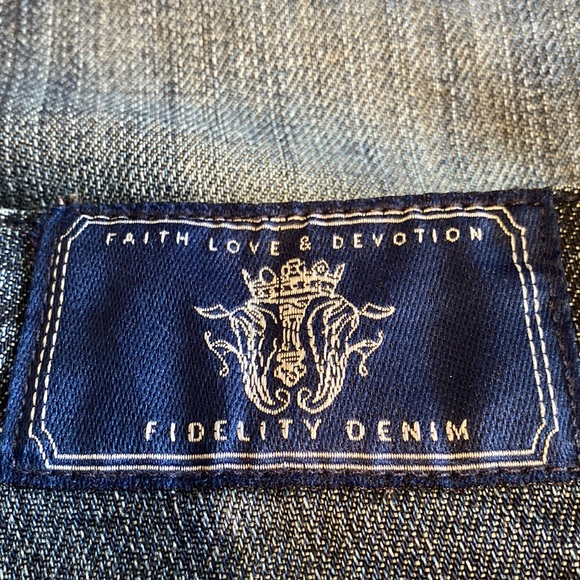 FAITH LOVE & DEVOTION
FIDELITY DENIM